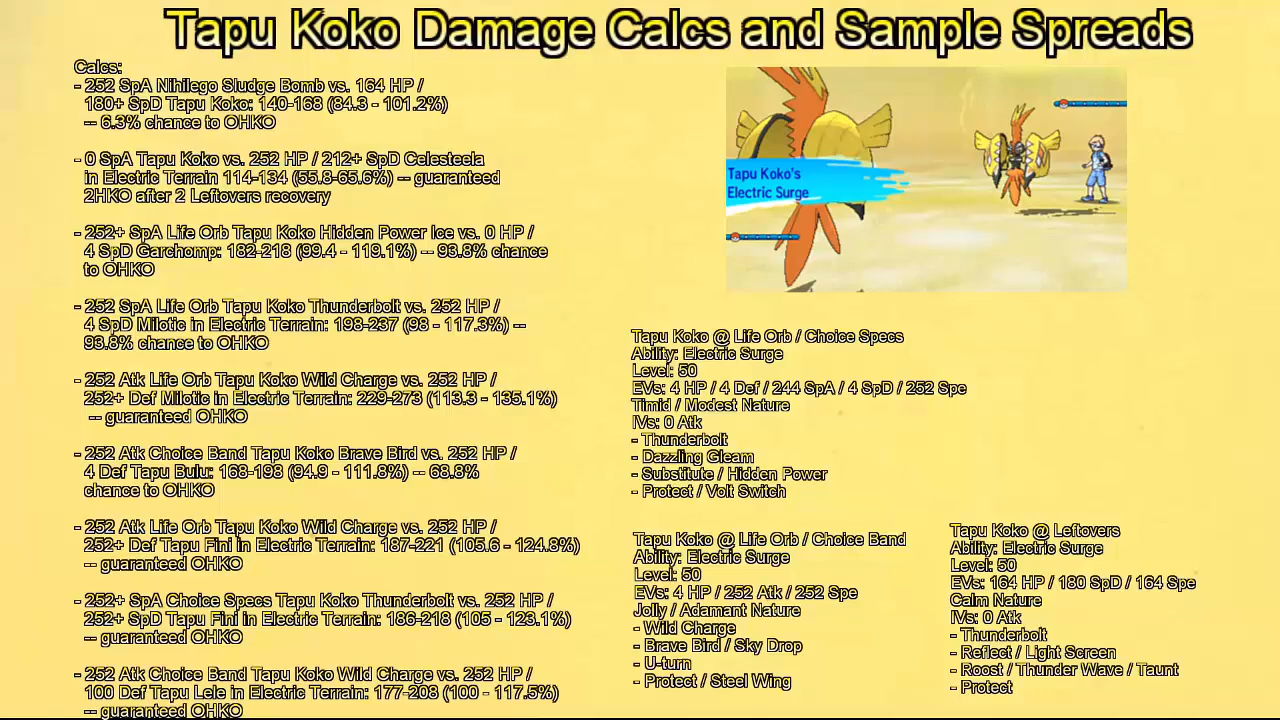 Tapu Koko Damage Calcs and Sample Spreads
Calcs:
- 252 SpA Nihilego Sludge Bomb vs. 164 HP /
180+ SpD Tapu Koko: 140-168 (84.3 - 101.2%)
-- 6.3% chance to OHKO
- 0 SpA Tapu Koko vs. 252 HP / 212+ SpD Celesteela
in Electric Terrain 114-134 (55.8-65.6%) -- guaranteed
2HKO after 2 Leftovers recovery
- 252+ SpA Life Orb Tapu Koko Hidden Power Ice vs. 0 HP /
4 SpD Garchomp: 182-218 (99.4 - 119.1%) -- 93.8% chance
to OHKO
- 252 SpA Life Orb Tapu Koko Thunderbolt vs. 252 HP /
4 SpD Milotic in Electric Terrain: 198-237 (98 - 117.3%) --
93.8% chance to OHKO
- 252 Atk Life Orb Tapu Koko Wild Charge vs. 252 HP /
252+ Def Milotic in Electric Terrain: 229-273 (113.3 - 135.1%)
-- guaranteed OHKO
- 252 Atk Choice Band Tapu Koko Brave Bird vs. 252 HP /
4 Def Tapu Bulu: 168-198 (94.9 - 111.8%) -- 68.8%
chance to OHKO
- 252 Atk Life Orb Tapu Koko Wild Charge vs. 252 HP /
252+ Def Tapu Fini in Electric Terrain: 187-221 (105.6 - 124.8%)
-- guaranteed OHKO
- 252+ SpA Choice Specs Tapu Koko Thunderbolt vs. 252 HP /
252+ SpD Tapu Fini in Electric Terrain: 186-218 (105 - 123.1%)
-- guaranteed OHKO
- 252 Atk Choice Band Tapu Koko Wild Charge vs. 252 HP /
100 Def Tapu Lele in Electric Terrain: 177-208 (100 - 117.5%)
-- guaranteed OHKO
Tapu Koko's
Electric Surge
Tapu Koko @ Life Orb / Choice Specs
Ability: Electric Surge
Level: 50
EVs: 4 HP / 4 Def / 244 SpA / 4 SpD / 252 Spe
Timid / Modest Nature
IVs: 0 Atk
- Thunderbolt
- Dazzling Gleam
- Substitute / Hidden Power
- Protect / Volt Switch
Tapu Koko @ Life Orb / Choice Band
Ability: Electric Surge
Level: 50
EVs: 4 HP / 252 Atk / 252 Spe
Jolly / Adamant Nature
- Wild Charge
- Brave Bird / Sky Drop
- U-turn
- Protect / Steel Wing
Tapu Koko @ Leftovers
Ability: Electric Surge
Level: 50
EVs: 164 HP / 180 SpD / 164 Spe
Calm Nature
IVs: 0 Atk
- Thunderbolt
- Reflect / Light Screen
- Roost / Thunder Wave / Taunt
- Protect